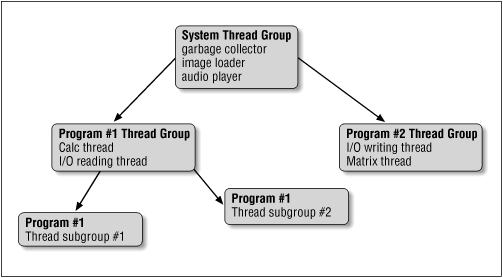 System Thread Group
garbage collector
image loader
audio player
Program #1 Thread Group
Calc thread
I/O reading thread
Program #2 Thread Group
I/O writing thread
Matrix thread
Program #1
Thread subgroup #1
Program #1
Thread subgroup #2